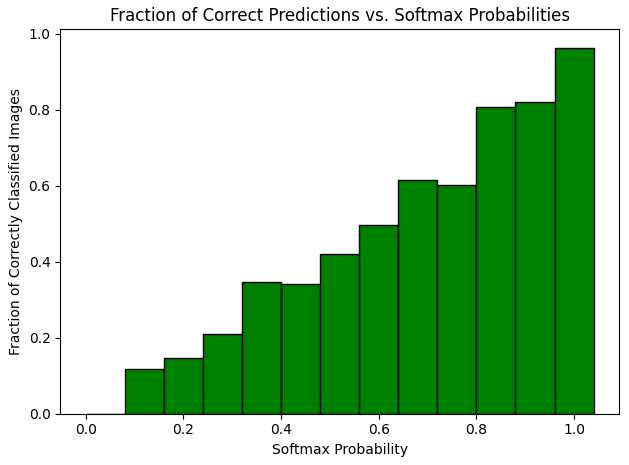 Fraction of Correct Predictions vs. Softmax Probabilities
Fraction of Correctly Classified Images
1.0
0.8
0.6
0.4
0.2
0.0
0.0 0.2 0.4 0.6 0.8 1.0
Softmax Probability